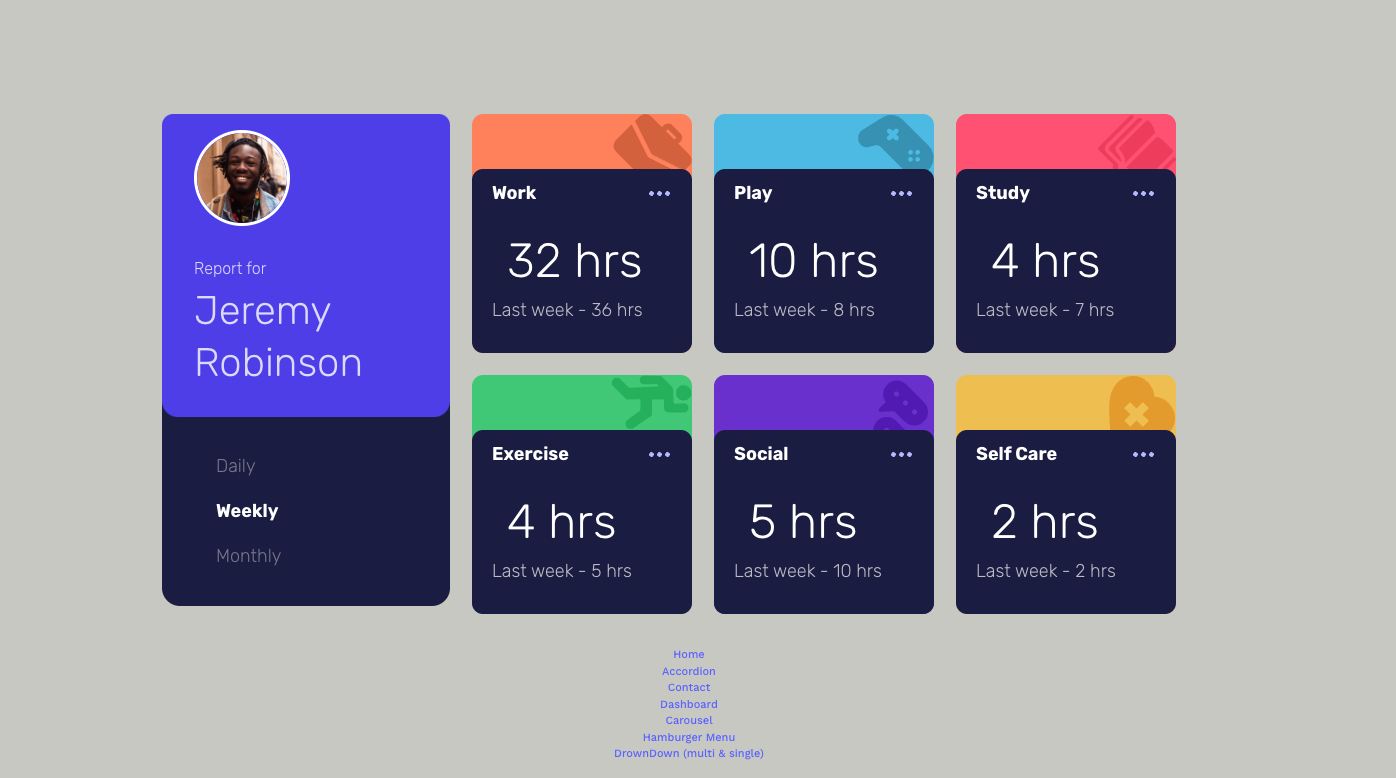 Report for
Jeremy
Robinson
Daily
Weekly
Monthly
Work
32 hrs
Last week - 36 hrs
Play
10 hrs
Last week - 8 hrs
Study
4 hrs
Last week - 7 hrs
Exercise
4 hrs
Last week - 5 hrs
Social
5 hrs
Last week - 10 hrs
Self Care
2 hrs
Last week - 2 hrs
Home
Accordion
Contact
Dashboard
Carousel
Hamburger Menu
DrownDown (multi & single)